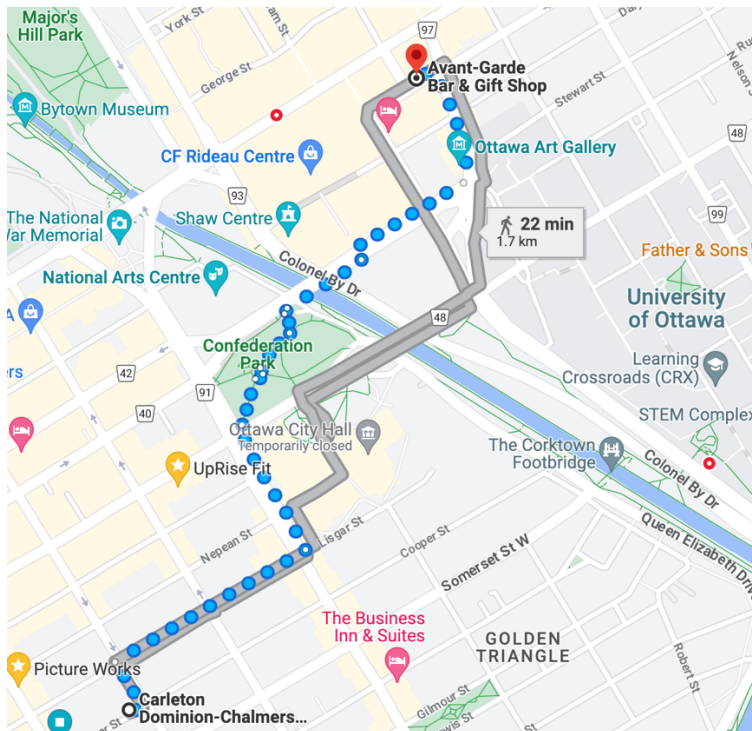 Major's
Hill Park
York St
97
George St
Avant-Garde
Bar & Gift Shop
Nelson S
Bytown Museum
Stewart St
48
CF Rideau Centre
Ottawa Art Gallery
93
The National
War Memorial
Shaw Centre
99
22 min
1.7 km
Father & Sons
National Arts Centre
Colonel By Dr
University
of Ottawa
48
Confederation
Park
Learning
Crossroads (CRX)
42
91
40
STEM Complex
Ottawa City Hall
Temporarily closed
The Corktown
Footbridge
UpRise Fit
Colonel By Dr
Queen Elizabeth Drive
Lisgar St
Nepean St
Cooper St
Somerset St W
The Business
Inn & Suites
GOLDEN
TRIANGLE
Picture Works
Robert St
Carleton
Dominion-Chalmers...
Gilmour St